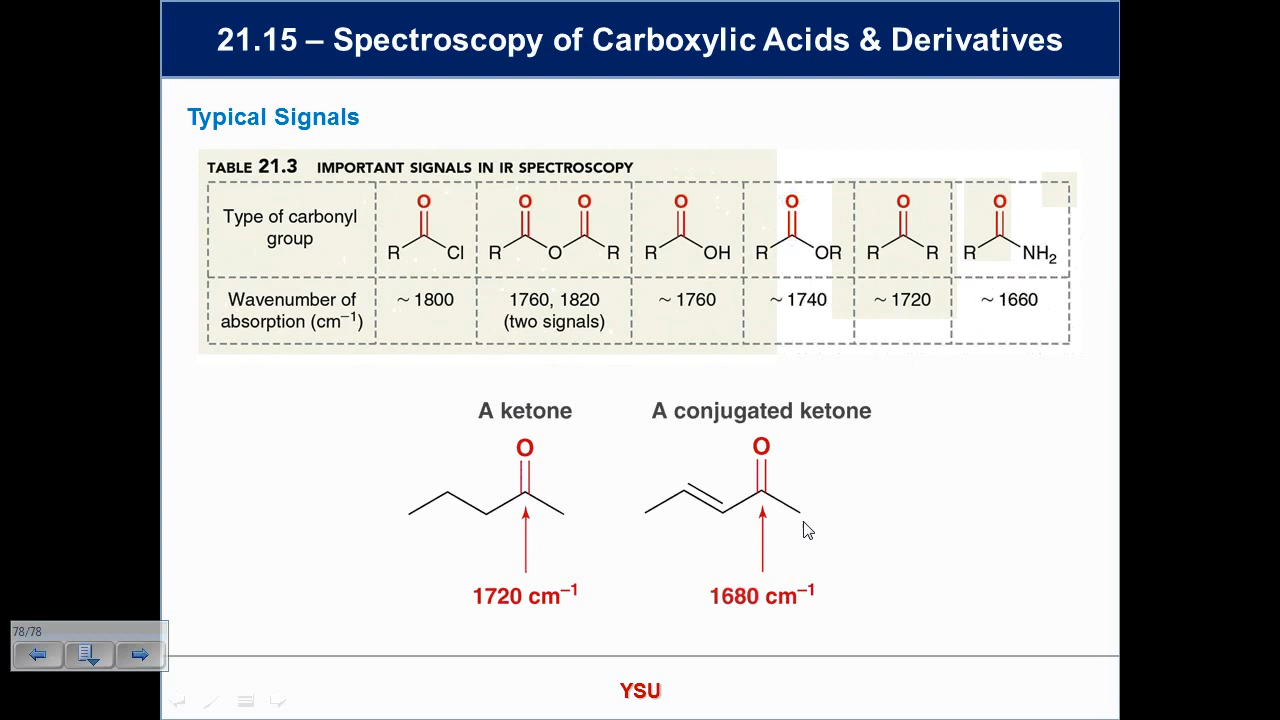 21.15 – Spectroscopy of Carboxylic Acids & Derivatives
Typical Signals
TABLE 21.3 IMPORTANT SIGNALS IN IR SPECTROSCOPY
Type of carbonyl group
O
R Cl
O O
R O R
O
R OH
O
R OR
O
R R
O
R NH₂
Wavenumber of absorption (cm⁻¹)
~ 1800
1760, 1820
(two signals)
~ 1760
~ 1740
~ 1720
~ 1660
A ketone
O
1720 cm⁻¹
A conjugated ketone
O
1680 cm⁻¹
78/78
YSU